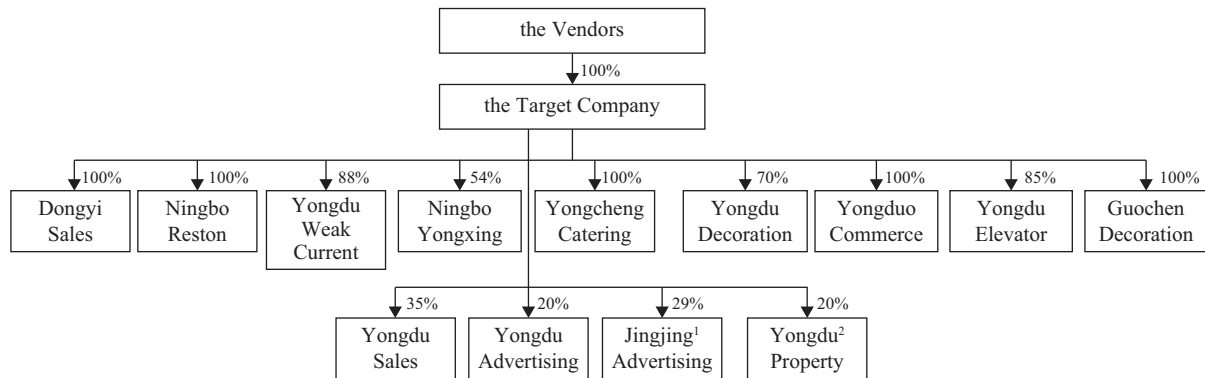 the Vendors
100%
the Target Company
100%
100%
88%
54%
100%
70%
100%
85%
100%
Dongyi
Sales
Ningbo
Reston
Yongdu
Weak
Current
Ningbo
Yongxing
Yongcheng
Catering
Yongdu
Decoration
Yongduo
Commerce
Yongdu
Elevator
Guochen
Decoration
35%
20%
29%
20%
Yongdu
Sales
Yongdu
Advertising
Jingjing¹
Advertising
Yongdu²
Property